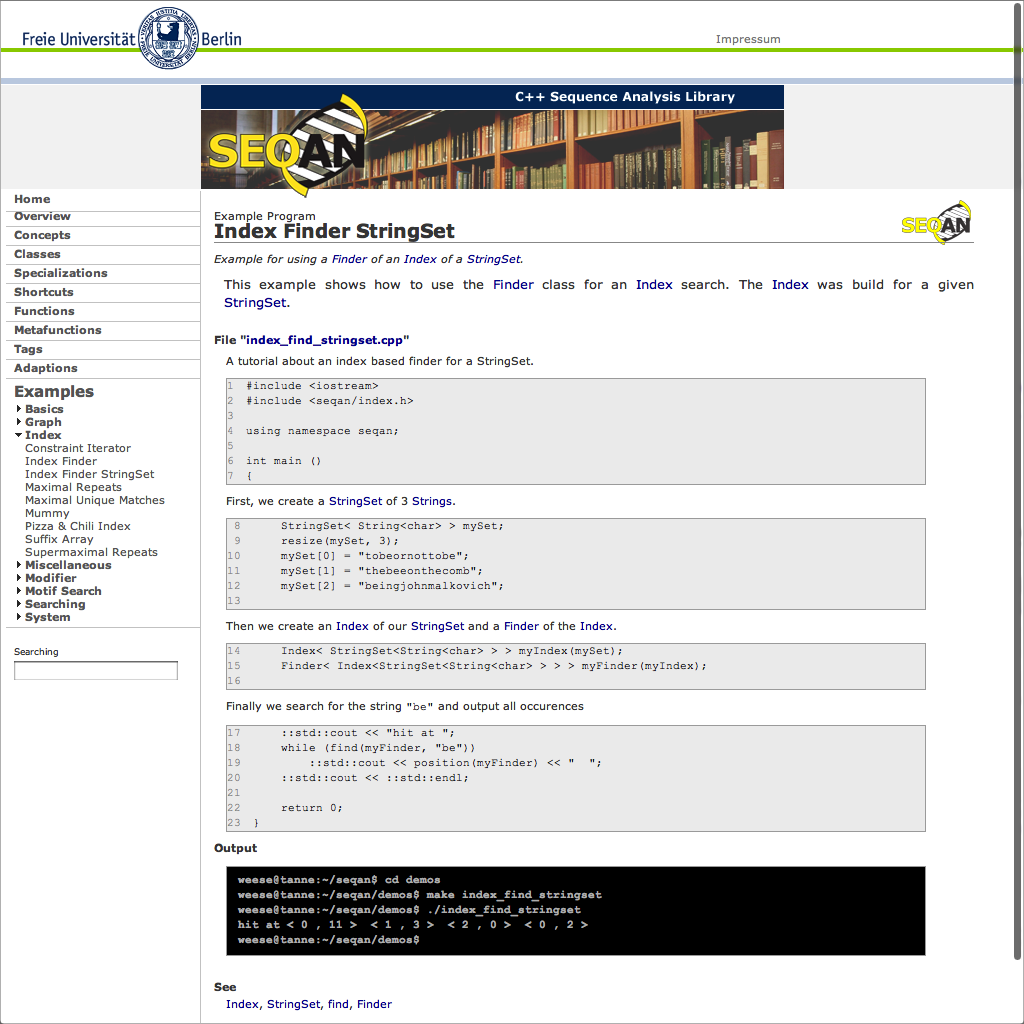 Freie Universität Berlin
Impressum
C++ Sequence Analysis Library
SEQAN
Home
Overview
Concepts
Classes
Specializations
Shortcuts
Functions
Metafunctions
Tags
Adaptions
Examples
Basics
Graph
Index
Constraint Iterator
Index Finder
Index Finder StringSet
Maximal Repeats
Maximal Unique Matches
Mummy
Pizza & Chili Index
Suffix Array
Supermaximal Repeats
Miscellaneous
Modifier
Motif Search
Searching
System
Searching
Example Program
SEQAN
Index Finder StringSet
Example for using a Finder of an Index of a StringSet.
This example shows how to use the Finder class for an Index search. The Index was build for a given
StringSet.
File "index_find_stringset.cpp"
A tutorial about an index based finder for a StringSet.
1 #include <iostream>
2 #include <seqan/index.h>
3
4 using namespace seqan;
5
6 int main ()
7 {
First, we create a StringSet of 3 Strings.
8 StringSet< String<char> > mySet;
9 resize(mySet, 3);
10 mySet[0] = "tobeornottobe";
11 mySet[1] = "thebeeonthecomb";
12 mySet[2] = "beingjohnmalkovich";
13
Then we create an Index of our StringSet and a Finder of the Index.
14 Index< StringSet<String<char> > > myIndex(mySet);
15 Finder< Index<StringSet<String<char> > > > myFinder(myIndex);
16
Finally we search for the string "be" and output all occurences
17 ::std::cout << "hit at ";
18 while (find(myFinder, "be"))
19 ::std::cout << position(myFinder) << "  ";
20 ::std::cout << ::std::endl;
21
22 return 0;
23 }
Output
weese@tanne:~/seqan$ cd demos
weese@tanne:~/seqan/demos$ make index_find_stringset
weese@tanne:~/seqan/demos$ ./index_find_stringset
hit at < 0 , 11 >  < 1 , 3 >  < 2 , 0 >  < 0 , 2 >
weese@tanne:~/seqan/demos$
See
Index, StringSet, find, Finder